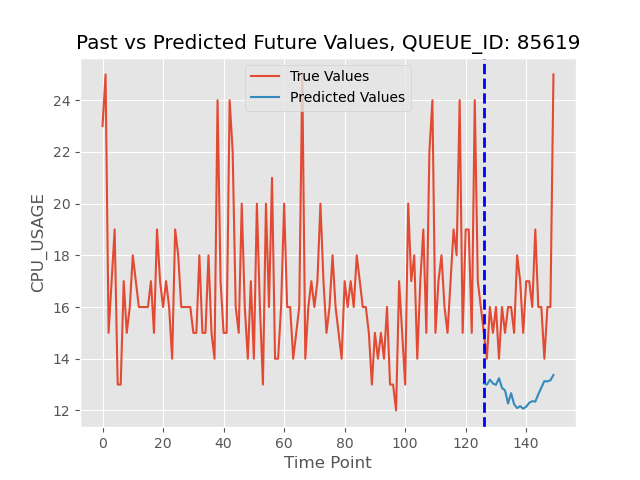 Past vs Predicted Future Values, QUEUE_ID: 85619
True Values
Predicted Values
CPU_USAGE
24
22
20
18
16
14
12
0 20 40 60 80 100 120 140
Time Point